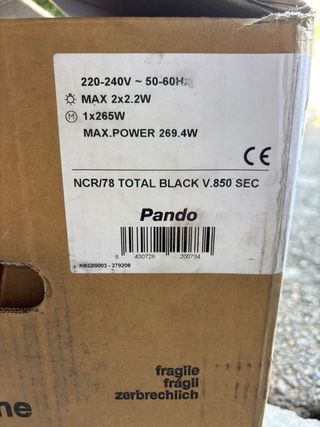 220-240V ~ 50-60Hz
MAX 2x2.2W
M 1x265W
MAX.POWER 269.4W
CE
NCR/78 TOTAL BLACK V.850 SEC
Pando
8 430728 200734
fragile
frágil
zerbrechlich
ne